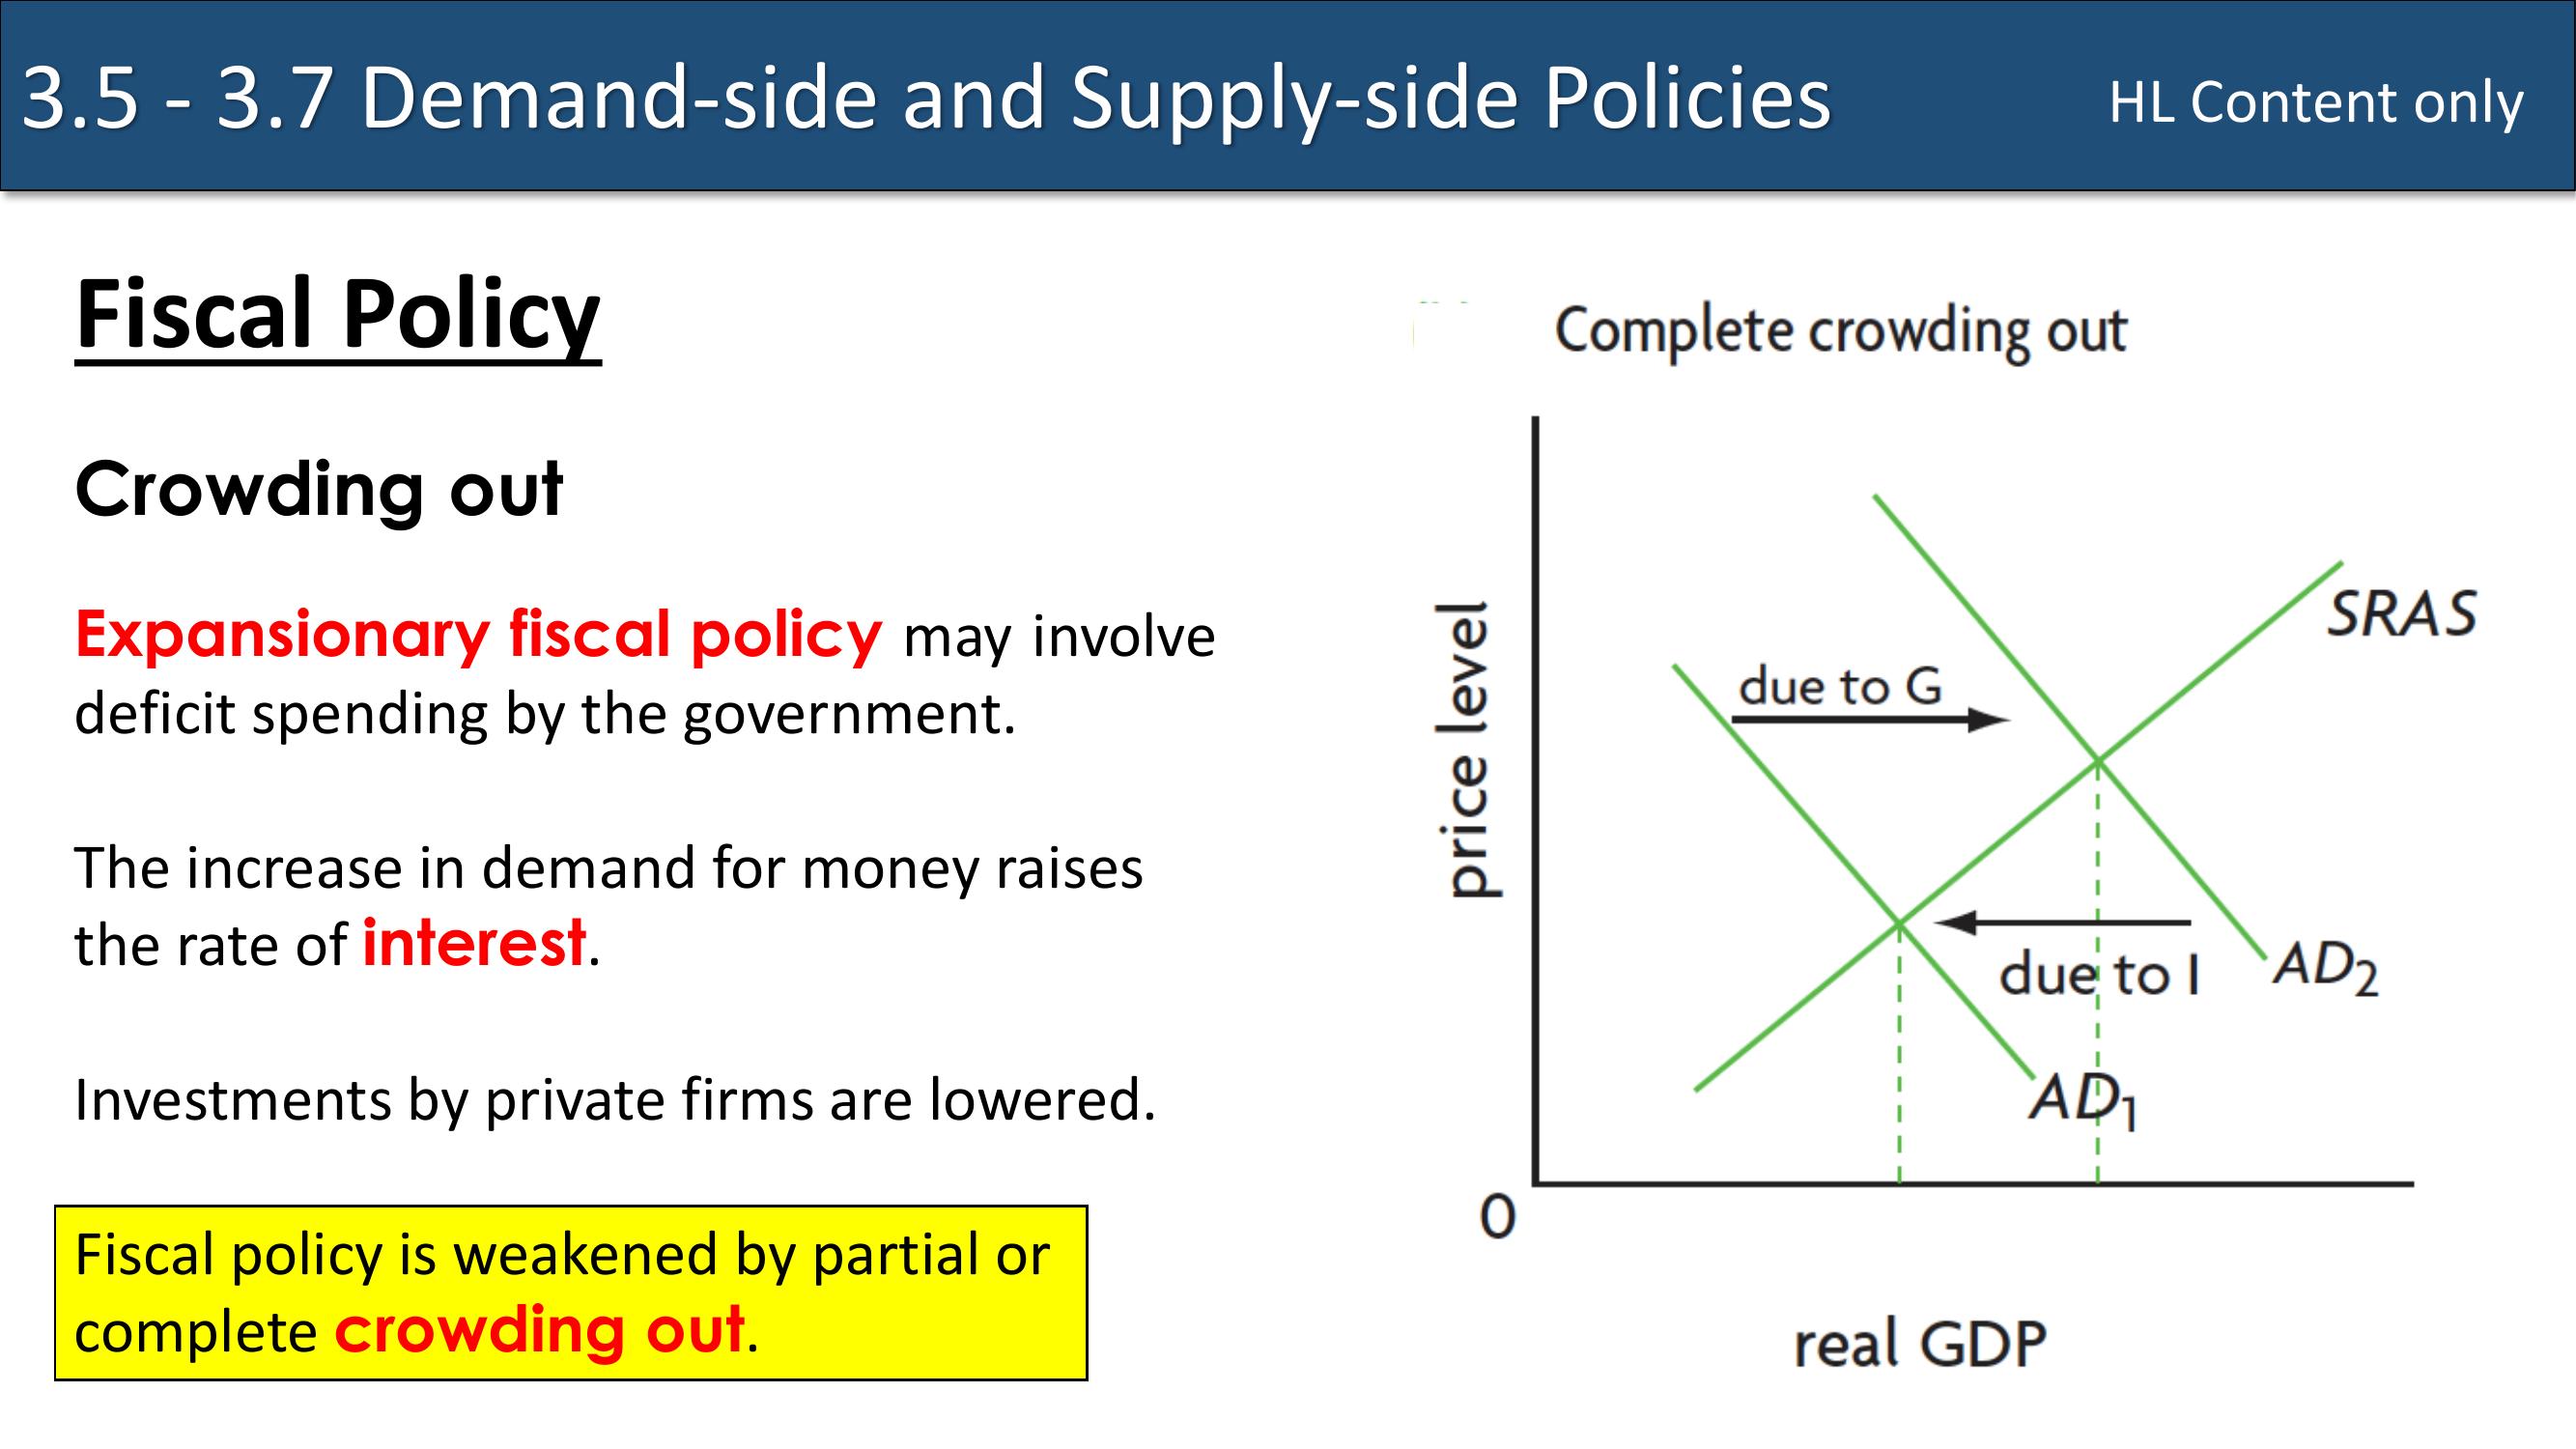 3.5 - 3.7 Demand-side and Supply-side Policies
HL Content only
Fiscal Policy
Crowding out
Expansionary fiscal policy may involve
deficit spending by the government.
The increase in demand for money raises
the rate of interest.
Investments by private firms are lowered.
Fiscal policy is weakened by partial or
complete crowding out.
Complete crowding out
price level
due to G
SRAS
due to I
AD₂
AD₁
0
real GDP